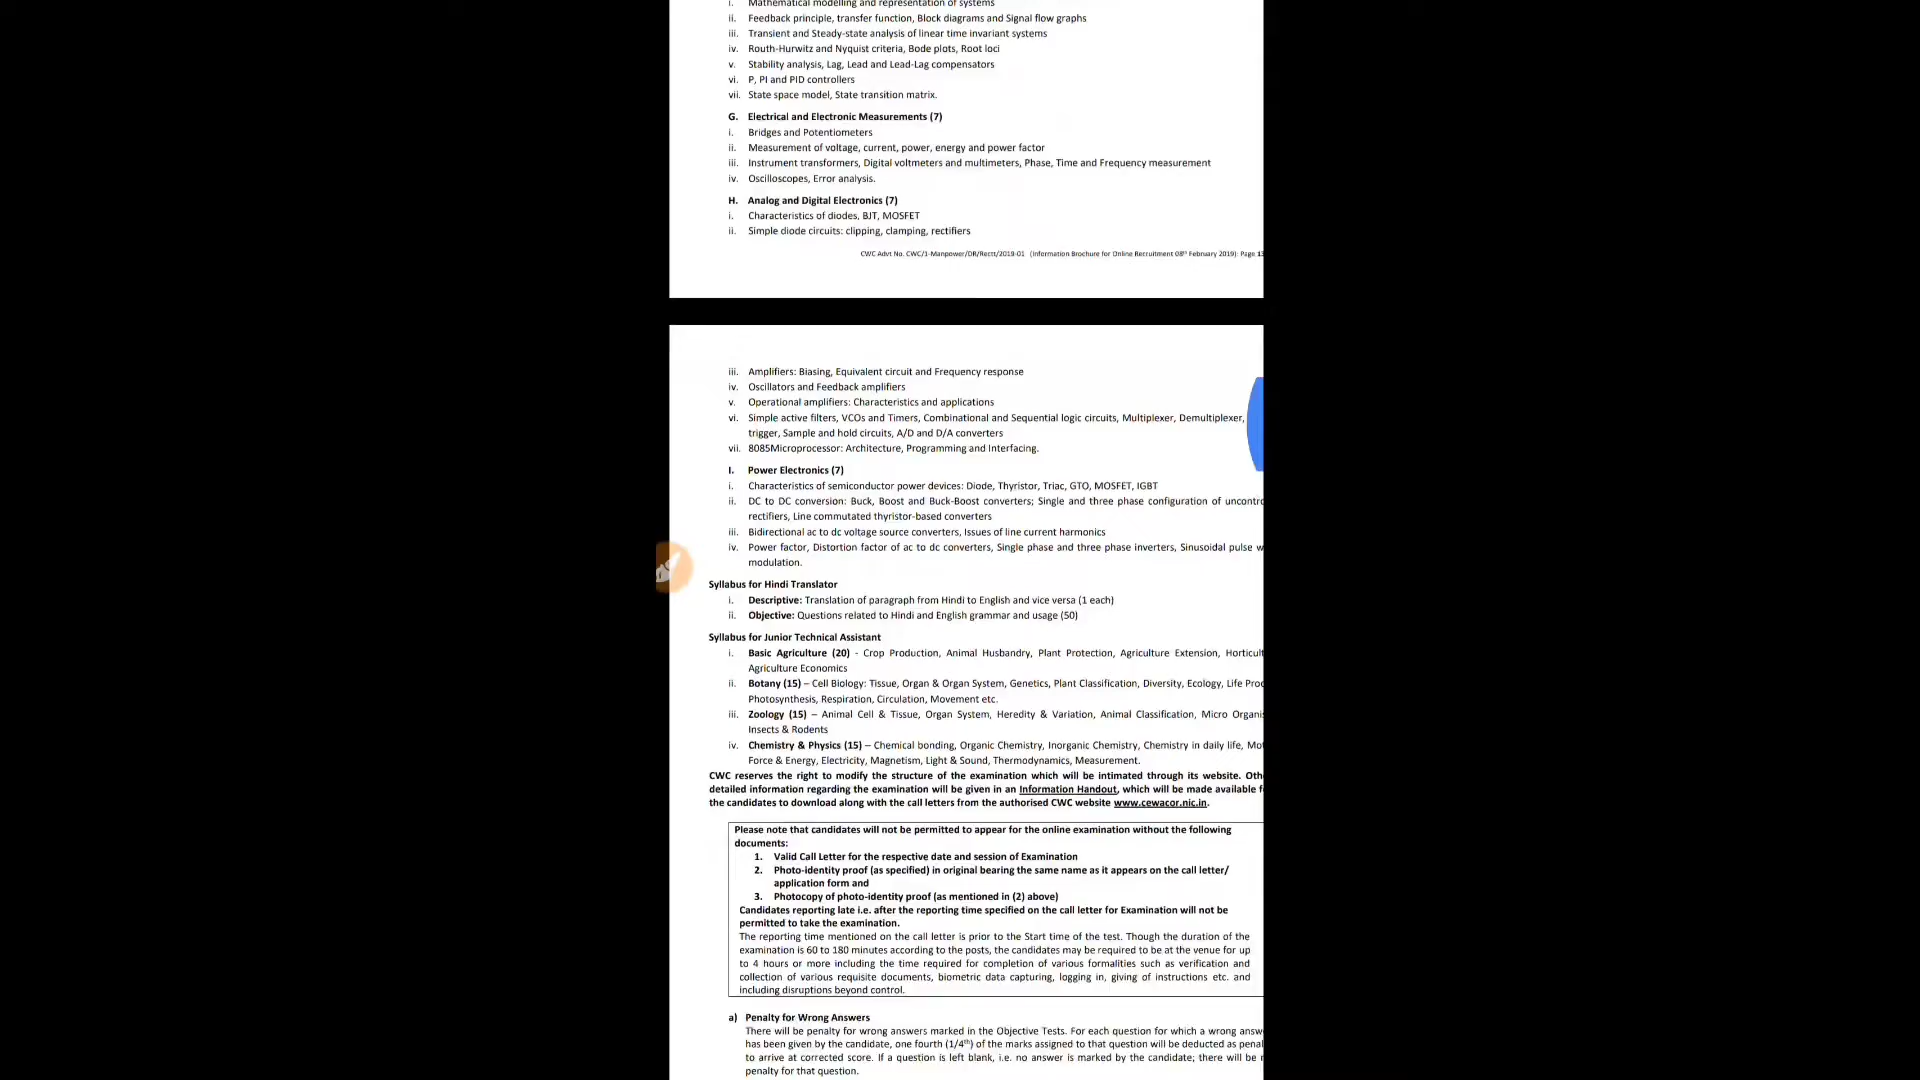 i. Mathematical modelling and representation of systems
ii. Feedback principle, transfer function, Block diagrams and Signal flow graphs
iii. Transient and Steady-state analysis of linear time invariant systems
iv. Routh-Hurwitz and Nyquist criteria, Bode plots, Root loci
v. Stability analysis, Lag, Lead and Lead-Lag compensators
vi. P, PI and PID controllers
vii. State space model, State transition matrix.
G. Electrical and Electronic Measurements (7)
i. Bridges and Potentiometers
ii. Measurement of voltage, current, power, energy and power factor
iii. Instrument transformers, Digital voltmeters and multimeters, Phase, Time and Frequency measurement
iv. Oscilloscopes, Error analysis.
H. Analog and Digital Electronics (7)
i. Characteristics of diodes, BJT, MOSFET
ii. Simple diode circuits: clipping, clamping, rectifiers
CWC Advt No. CWC/1-Manpower/DR/Rectt/2019-01 (Information Brochure for Online Recruitment 08th February 2019) Page 13
iii. Amplifiers: Biasing, Equivalent circuit and Frequency response
iv. Oscillators and Feedback amplifiers
v. Operational amplifiers: Characteristics and applications
vi. Simple active filters, VCOs and Timers, Combinational and Sequential logic circuits, Multiplexer, Demultiplexer,
trigger, Sample and hold circuits, A/D and D/A converters
vii. 8085Microprocessor: Architecture, Programming and Interfacing.
I. Power Electronics (7)
i. Characteristics of semiconductor power devices: Diode, Thyristor, Triac, GTO, MOSFET, IGBT
ii. DC to DC conversion: Buck, Boost and Buck-Boost converters; Single and three phase configuration of uncontro
rectifiers, Line commutated thyristor-based converters
iii. Bidirectional ac to dc voltage source converters, Issues of line current harmonics
iv. Power factor, Distortion factor of ac to dc converters, Single phase and three phase inverters, Sinusoidal pulse w
modulation.
Syllabus for Hindi Translator
i. Descriptive: Translation of paragraph from Hindi to English and vice versa (1 each)
ii. Objective: Questions related to Hindi and English grammar and usage (50)
Syllabus for Junior Technical Assistant
i. Basic Agriculture (20) - Crop Production, Animal Husbandry, Plant Protection, Agriculture Extension, Horticult
Agriculture Economics
ii. Botany (15) – Cell Biology: Tissue, Organ & Organ System, Genetics, Plant Classification, Diversity, Ecology, Life Proc
Photosynthesis, Respiration, Circulation, Movement etc.
iii. Zoology (15) – Animal Cell & Tissue, Organ System, Heredity & Variation, Animal Classification, Micro Organis
Insects & Rodents
iv. Chemistry & Physics (15) – Chemical bonding, Organic Chemistry, Inorganic Chemistry, Chemistry in daily life, Mot
Force & Energy, Electricity, Magnetism, Light & Sound, Thermodynamics, Measurement.
CWC reserves the right to modify the structure of the examination which will be intimated through its website. Oth
detailed information regarding the examination will be given in an Information Handout, which will be made available f
the candidates to download along with the call letters from the authorised CWC website www.cewacor.nic.in.
Please note that candidates will not be permitted to appear for the online examination without the following
documents:
1. Valid Call Letter for the respective date and session of Examination
2. Photo-identity proof (as specified) in original bearing the same name as it appears on the call letter/
application form and
3. Photocopy of photo-identity proof (as mentioned in (2) above)
Candidates reporting late i.e. after the reporting time specified on the call letter for Examination will not be
permitted to take the examination.
The reporting time mentioned on the call letter is prior to the Start time of the test. Though the duration of the
examination is 60 to 180 minutes according to the posts, the candidates may be required to be at the venue for up
to 4 hours or more including the time required for completion of various formalities such as verification and
collection of various requisite documents, biometric data capturing, logging in, giving of instructions etc. and
including disruptions beyond control.
a) Penalty for Wrong Answers
There will be penalty for wrong answers marked in the Objective Tests. For each question for which a wrong answ
has been given by the candidate, one fourth (1/4th) of the marks assigned to that question will be deducted as penal
to arrive at corrected score. If a question is left blank, i.e. no answer is marked by the candidate; there will be n
penalty for that question.